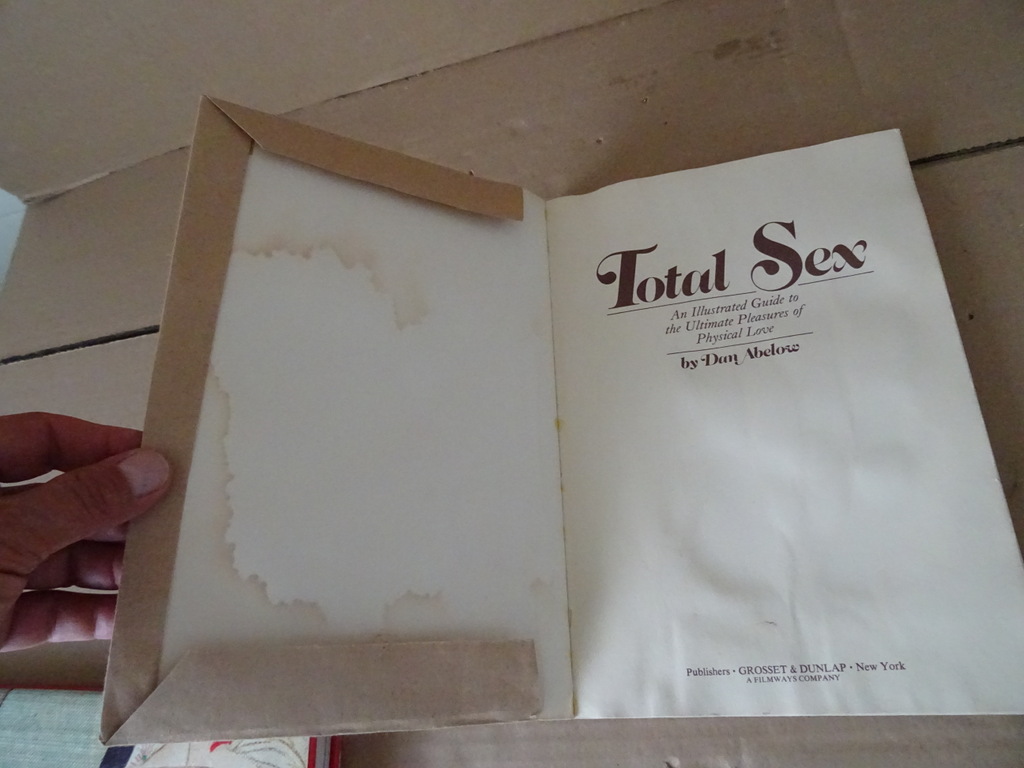 Total Sex
An Illustrated Guide to
the Ultimate Pleasures of
Physical Love
by Dan Abelow
Publishers · GROSSET & DUNLAP · New York
A FILMWAYS COMPANY